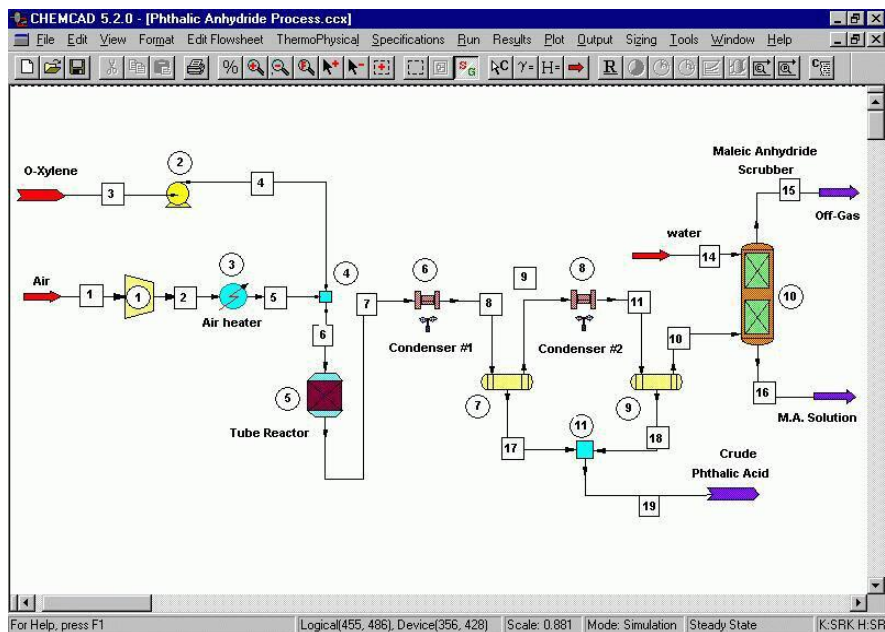 CHEMCAD 5.2.0 - [Phthalic Anhydride Process.ccx]
File Edit View Format Edit Flowsheet ThermoPhysical Specifications Run Results Plot Output Sizing Tools Window Help
% S G C γ= H= R
Maleic Anhydride
Scrubber
O-Xylene
2
3
4
15
Off-Gas
water
14
Air
3
4
6
9
8
1
1
2
5
7
8
11
10
10
Air heater
6
Condenser #1
Condenser #2
5
7
9
16
M.A. Solution
Tube Reactor
11
17
18
Crude
Phthalic Acid
19
For Help, press F1
Logical(455, 486), Device(356, 428)
Scale: 0.881
Mode: Simulation
Steady State
K:SRK H:SR